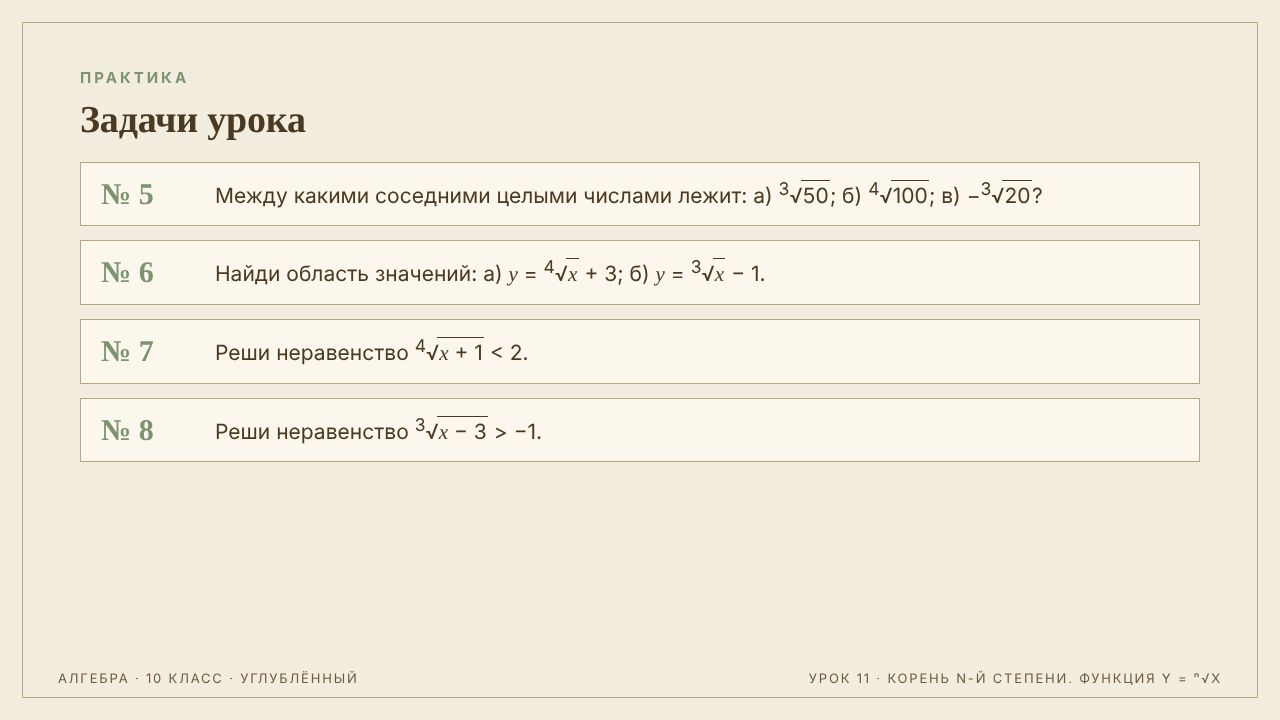 ПРАКТИКА
Задачи урока
№ 5 Между какими соседними целыми числами лежит: а) ³√50; б) ⁴√100; в) −³√20?
№ 6 Найди область значений: а) y = ⁴√x + 3; б) y = ³√x − 1.
№ 7 Реши неравенство ⁴√(x + 1) < 2.
№ 8 Реши неравенство ³√(x − 3) > −1.
АЛГЕБРА · 10 КЛАСС · УГЛУБЛЁННЫЙ
УРОК 11 · КОРЕНЬ N-Й СТЕПЕНИ. ФУНКЦИЯ Y = ⁿ√X